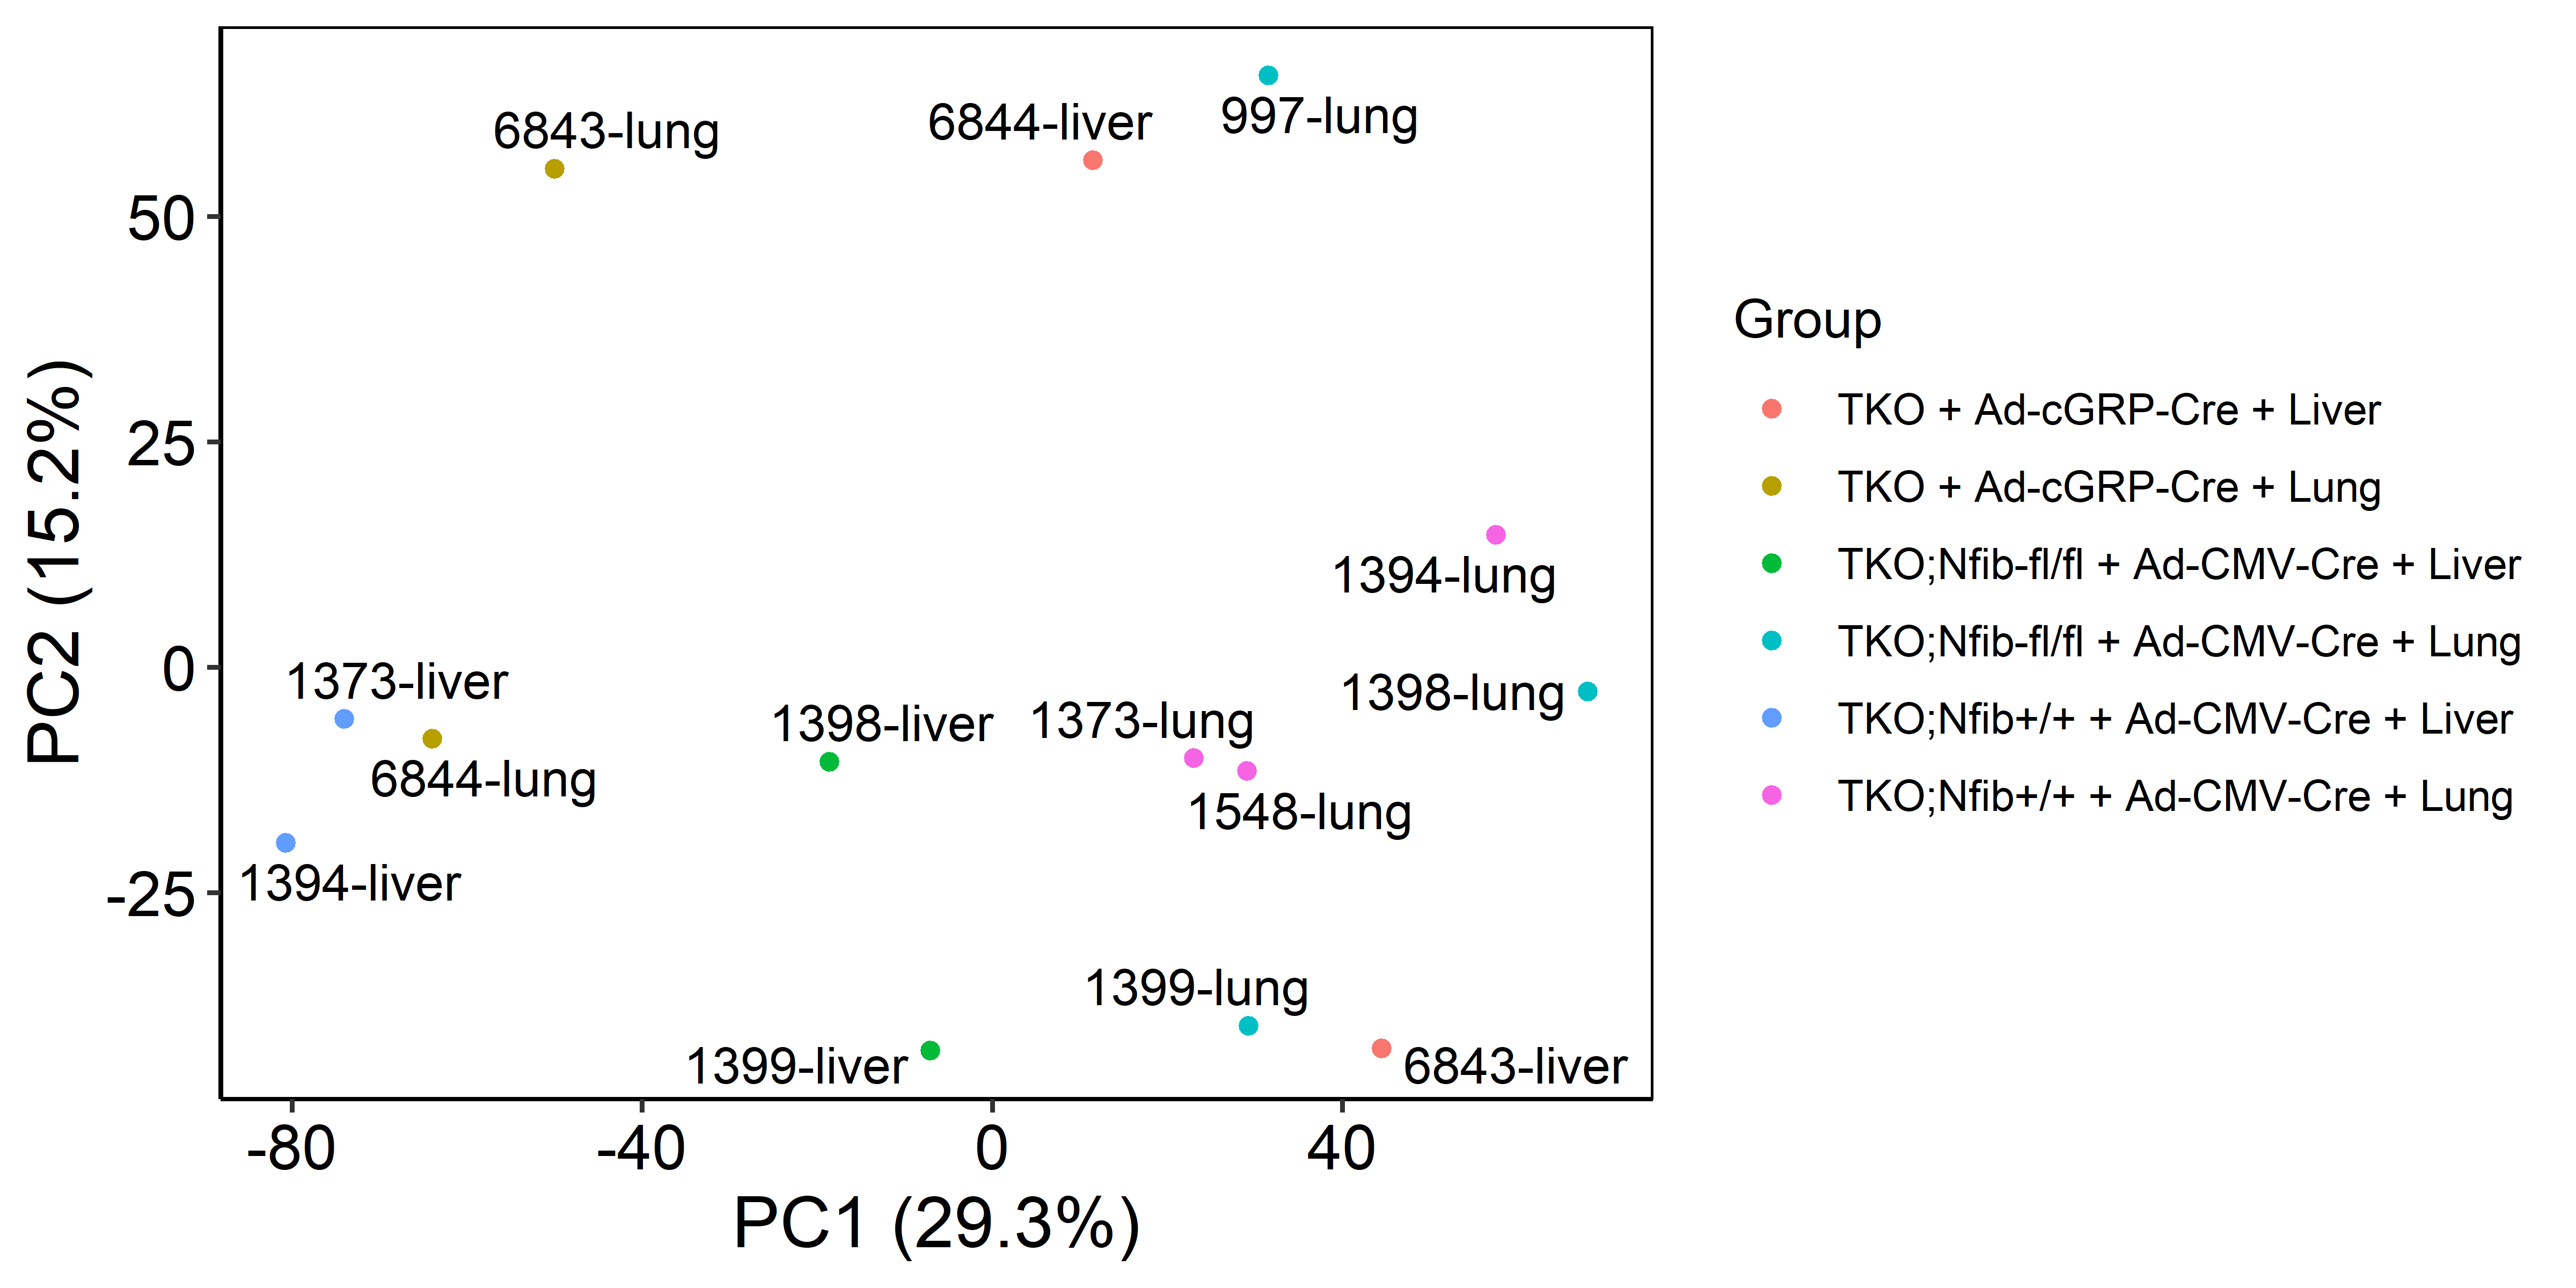 997-lung
6844-liver
6843-lung
50
25
1394-lung
0
1373-liver
1398-lung
1398-liver
1373-lung
6844-lung
1548-lung
1394-liver
-25
1399-lung
1399-liver
6843-liver
-80
-40
0
40
PC1 (29.3%)
PC2 (15.2%)
Group
TKO + Ad-cGRP-Cre + Liver
TKO + Ad-cGRP-Cre + Lung
TKO;Nfib-fl/fl + Ad-CMV-Cre + Liver
TKO;Nfib-fl/fl + Ad-CMV-Cre + Lung
TKO;Nfib+/+ + Ad-CMV-Cre + Liver
TKO;Nfib+/+ + Ad-CMV-Cre + Lung